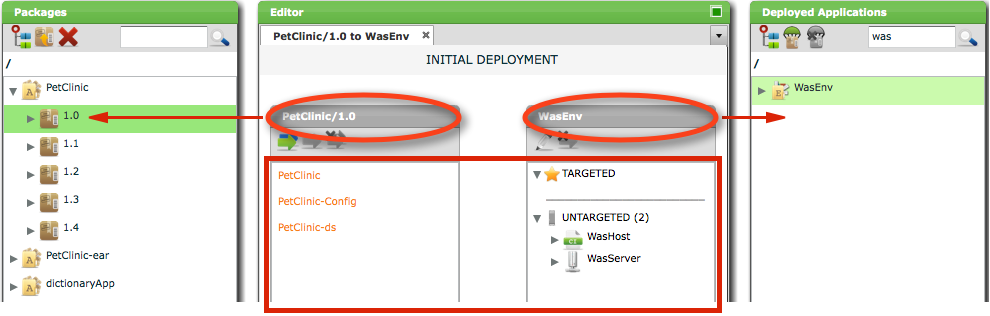 Packages
/
PetClinic
1.0
1.1
1.2
1.3
1.4
PetClinic-ear
dictionaryApp
Editor
PetClinic/1.0 to WasEnv
INITIAL DEPLOYMENT
PetClinic/1.0
PetClinic
PetClinic-Config
PetClinic-ds
WasEnv
TARGETED
UNTARGETED (2)
WasHost
WasServer
Deployed Applications
was
/
WasEnv